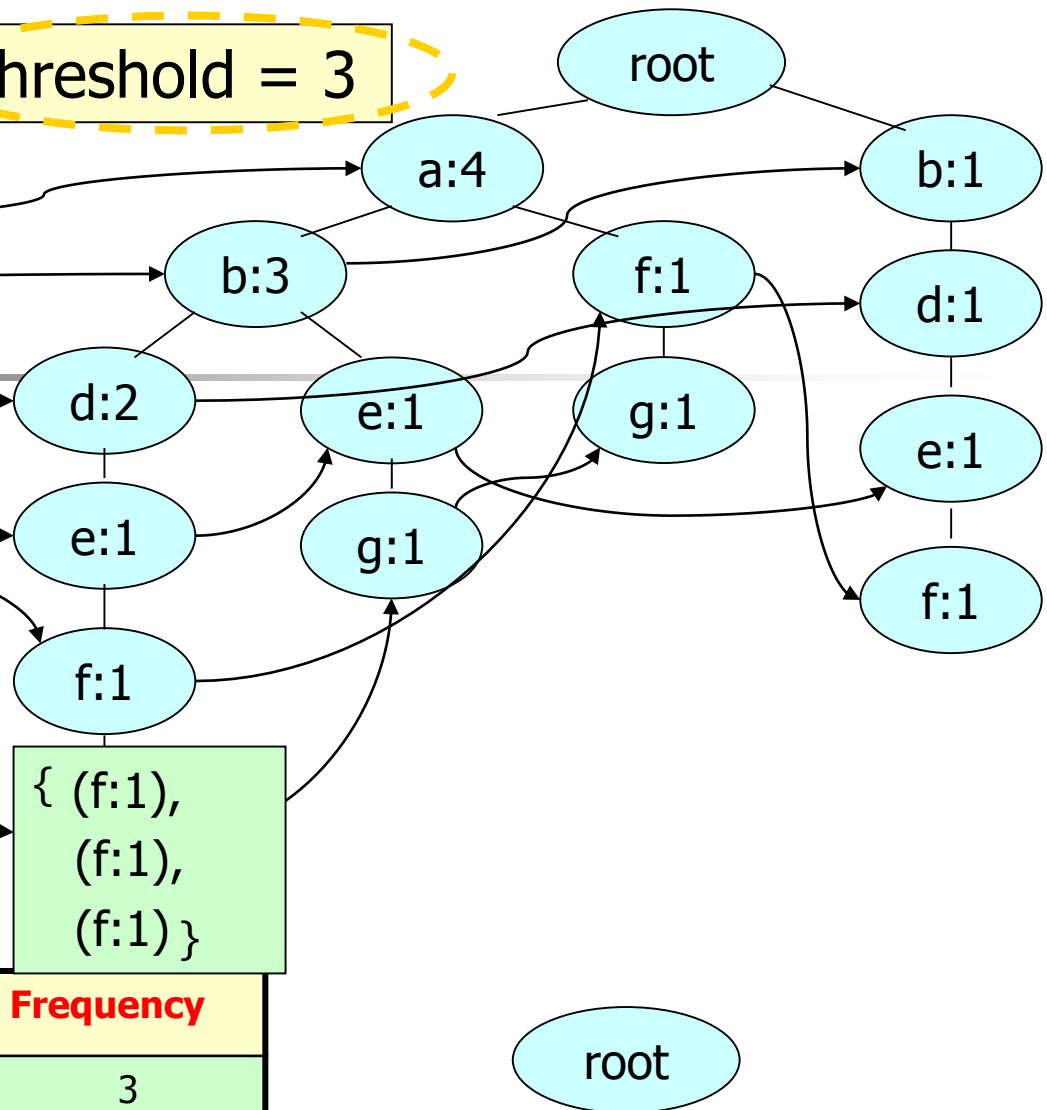 hreshold = 3
root
a:4
b:1
b:3
f:1
d:1
d:2
e:1
g:1
e:1
e:1
g:1
f:1
f:1
{ (f:1),
(f:1),
(f:1) }
Frequency
3
root